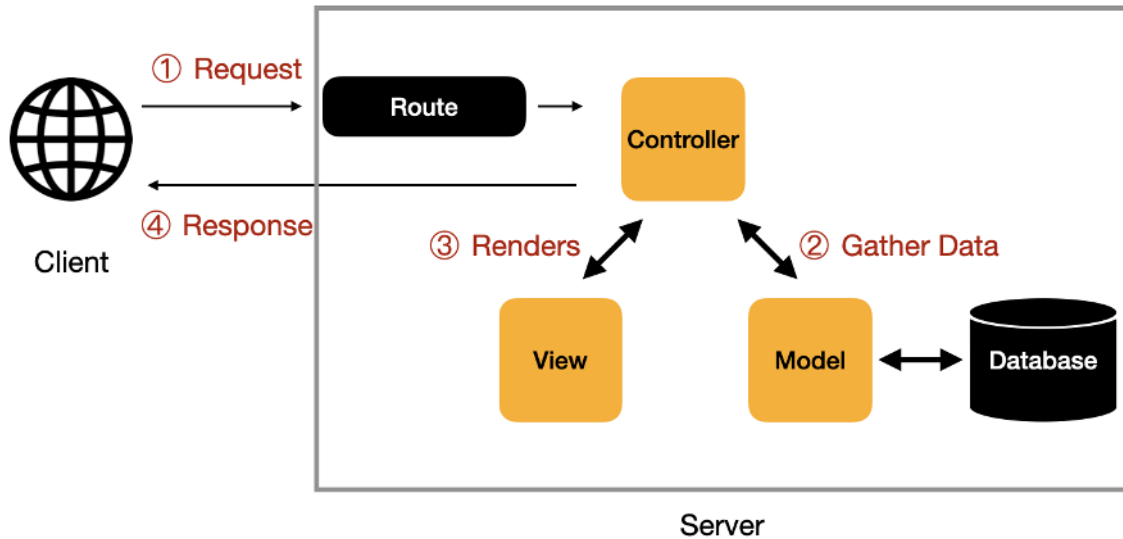 ① Request
Route
Controller
④ Response
Client
③ Renders
② Gather Data
View
Model
Database
Server